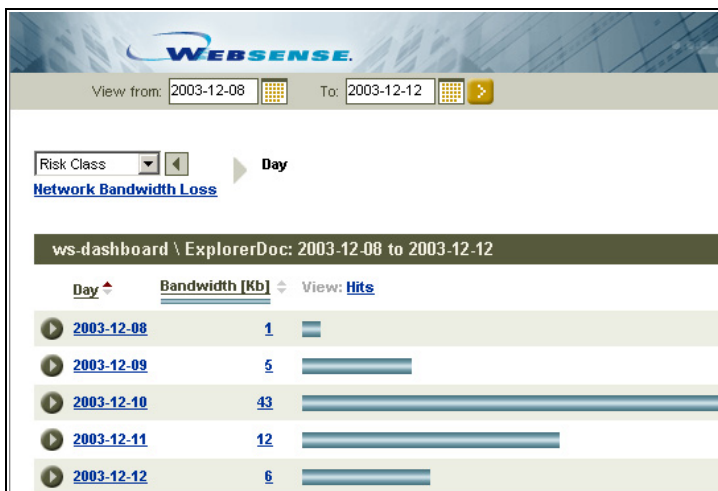 WEBSENSE.
View from: 2003-12-08 To: 2003-12-12
Risk Class Day
Network Bandwidth Loss
ws-dashboard \ ExplorerDoc: 2003-12-08 to 2003-12-12
Day Bandwidth [Kb] View: Hits
2003-12-08 1
2003-12-09 5
2003-12-10 43
2003-12-11 12
2003-12-12 6